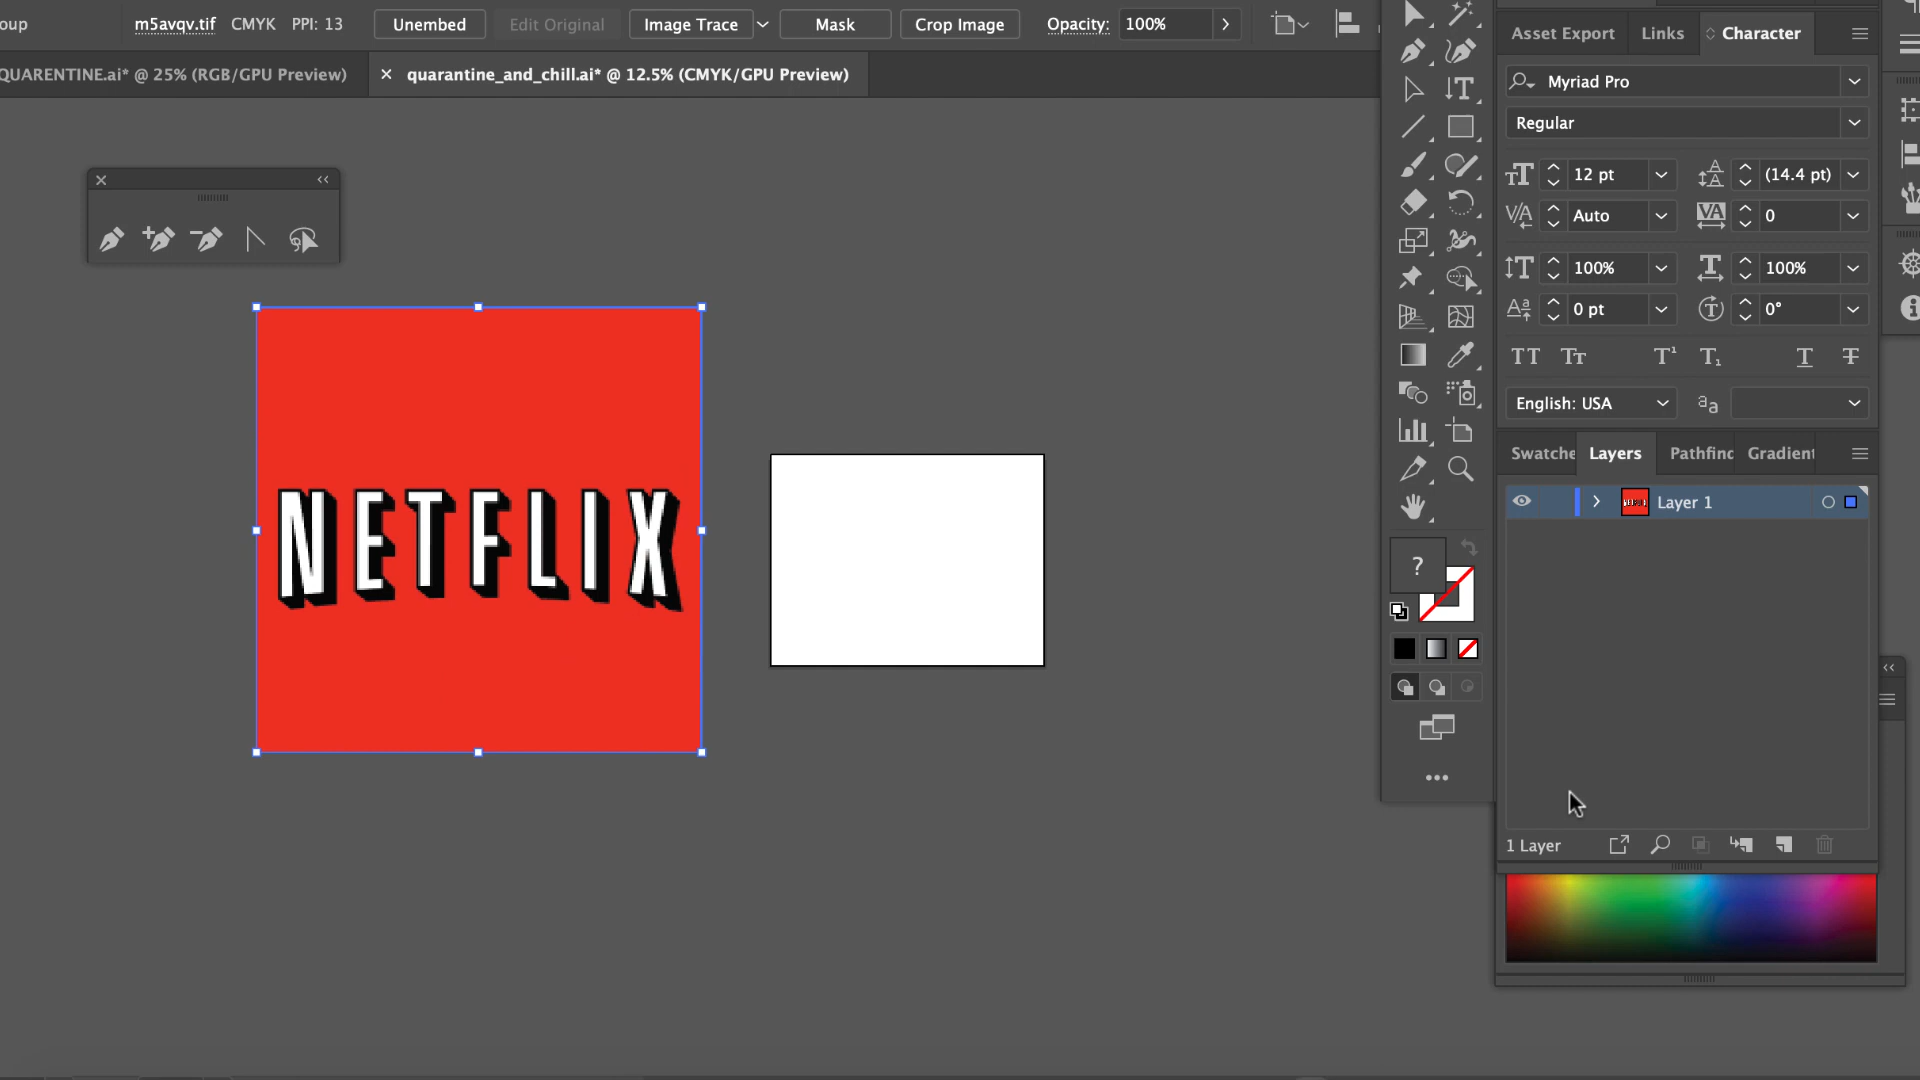 oup m5avqv.tif CMYK PPI: 13 Unembed Edit Original Image Trace Mask Crop Image Opacity: 100%
QUARENTINE.ai* @ 25% (RGB/GPU Preview) × quarantine_and_chill.ai* @ 12.5% (CMYK/GPU Preview)
NETFLIX
Asset Export Links Character
Myriad Pro
Regular
12 pt (14.4 pt)
Auto 0
100% 100%
0 pt 0°
English: USA
Swatche Layers Pathfind Gradient
Layer 1
?
1 Layer